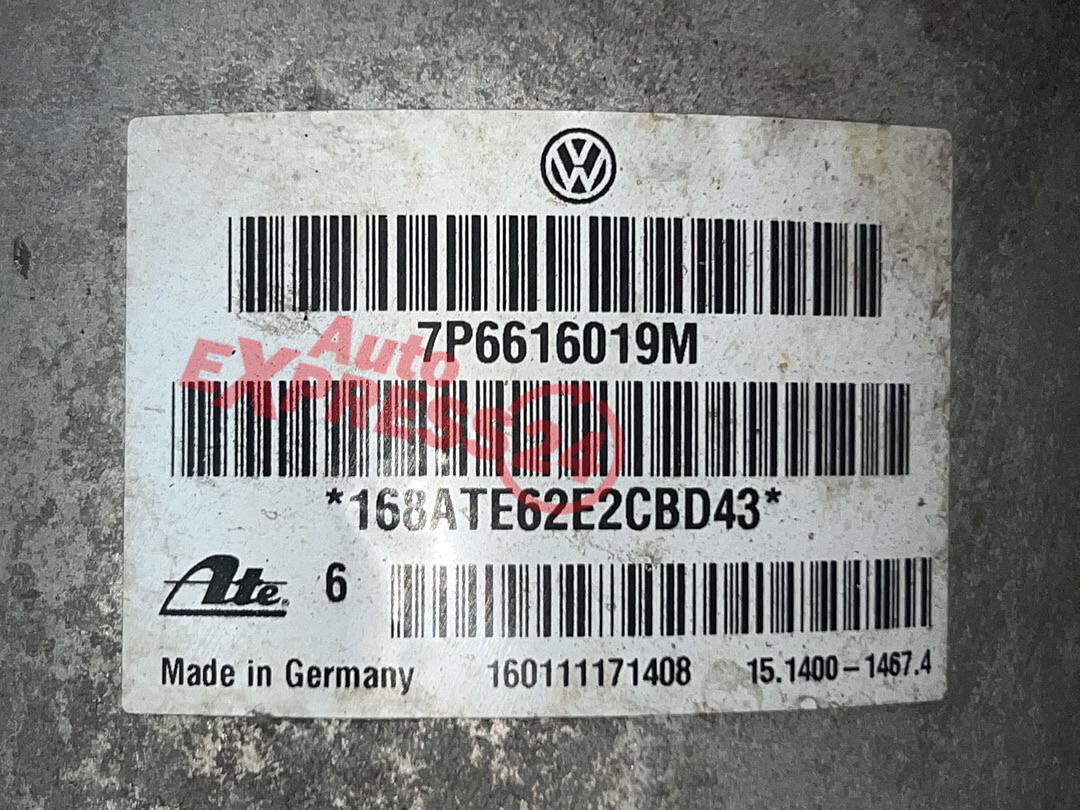 7P6616019M
Auto
EXPRESS24
*168ATE62E2CBD43*
Ate 6
Made in Germany 160111171408 15.1400-1467.4